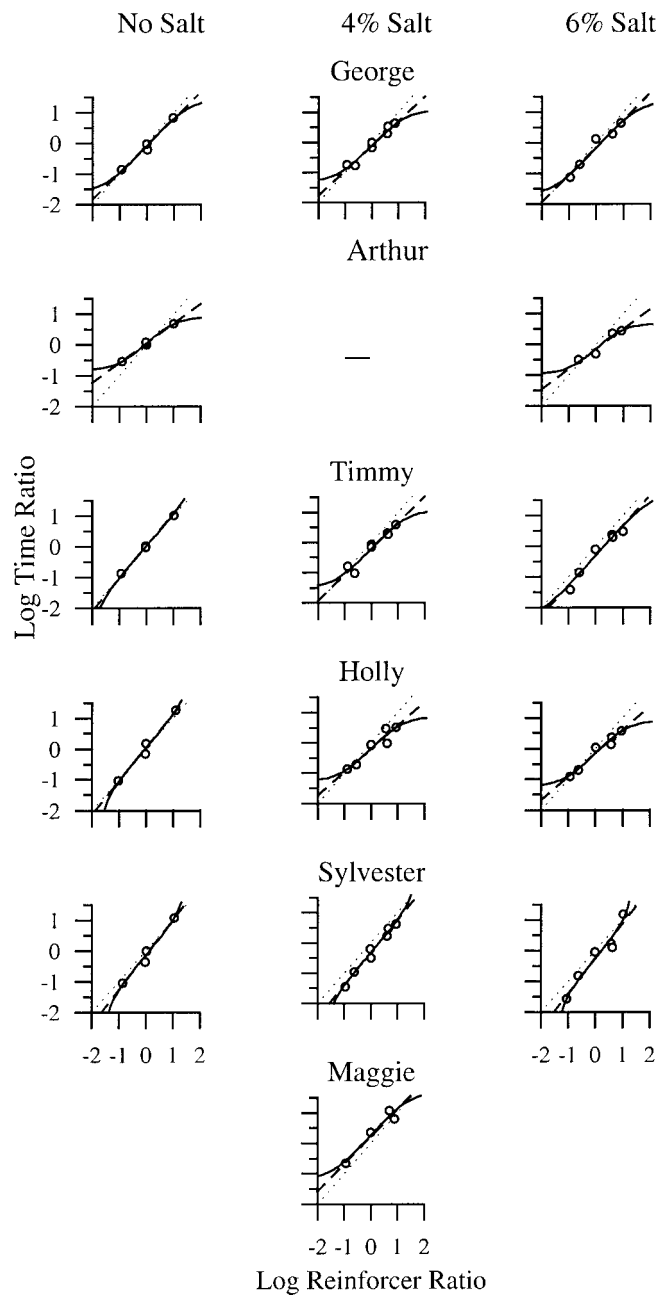 No Salt 4% Salt 6% Salt
George
1
0
-1
-2
Arthur
1
0
-1
-2
—
Timmy
1
0
-1
-2
Log Time Ratio
Holly
1
0
-1
-2
Sylvester
1
0
-1
-2
-2 -1 0 1 2
-2 -1 0 1 2
Maggie
-2 -1 0 1 2
Log Reinforcer Ratio